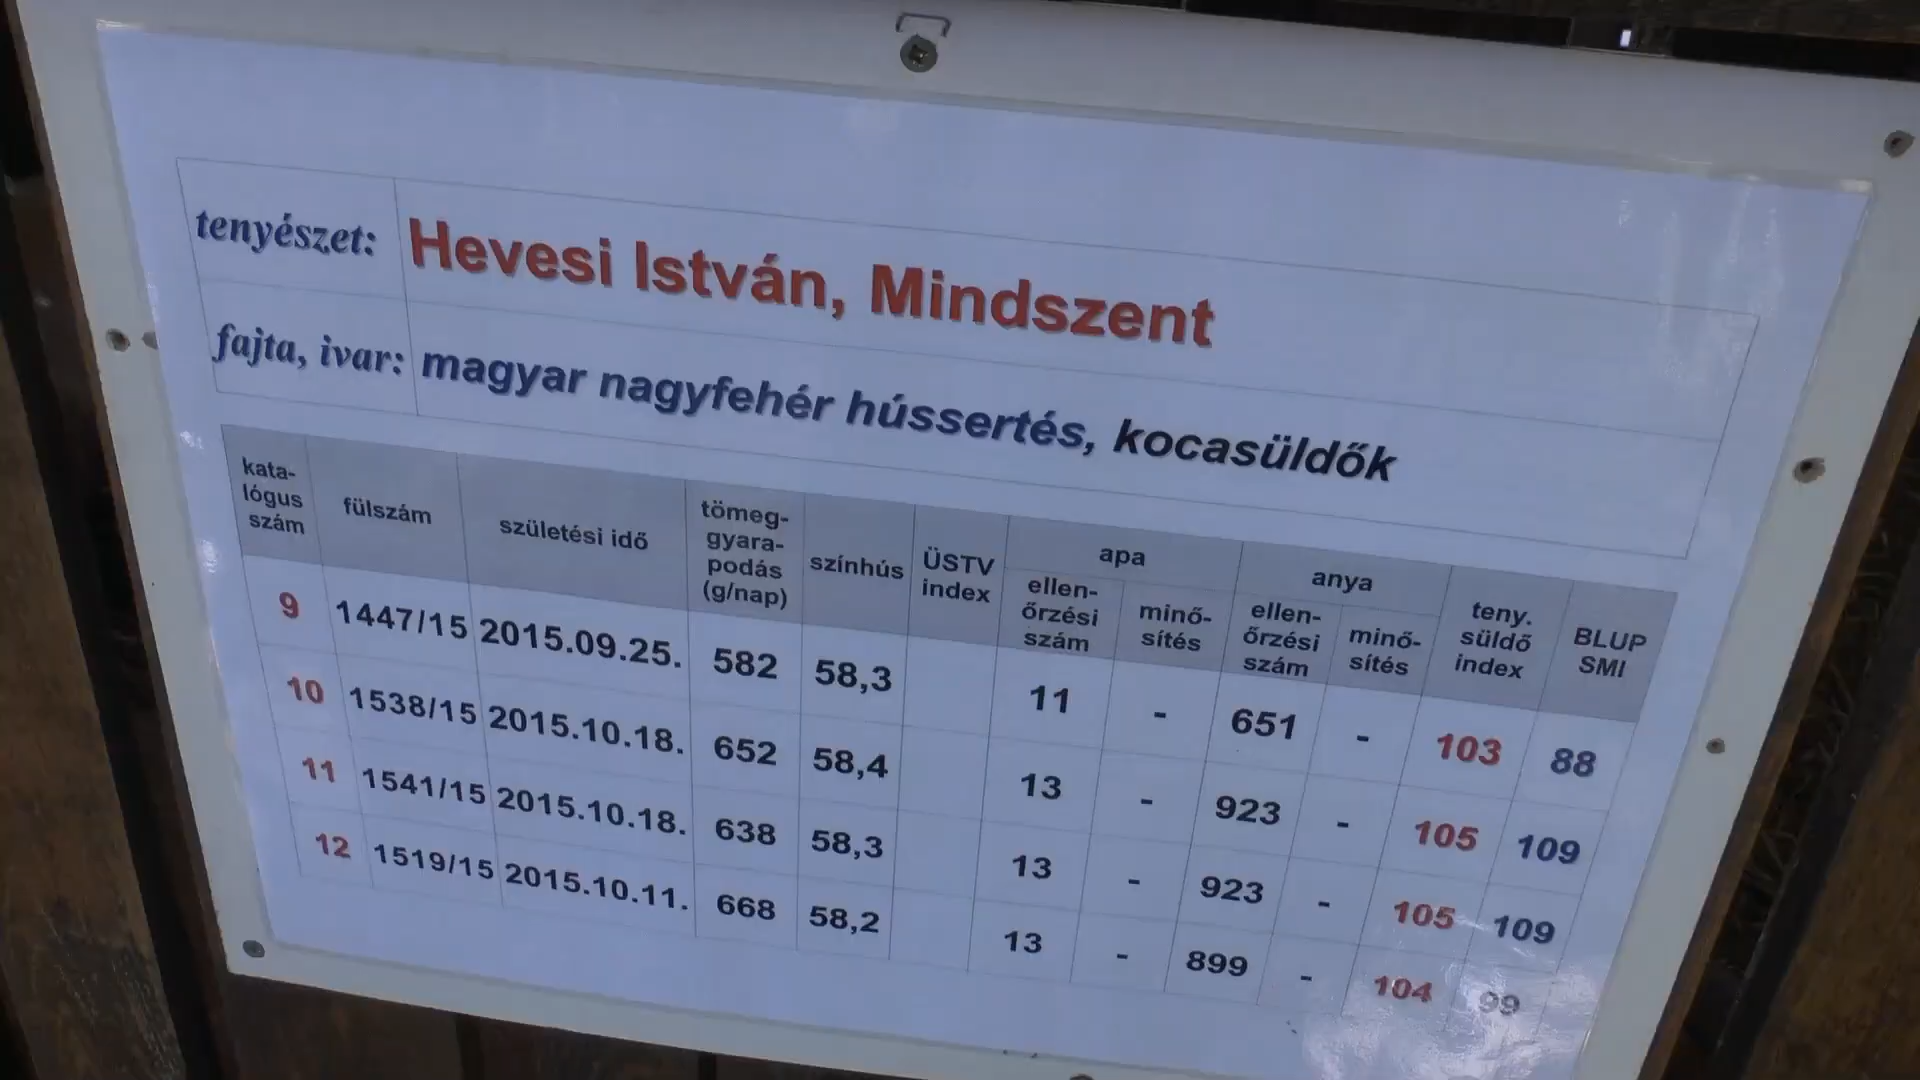 tenyészet: Hevesi István, Mindszent
fajta, ivar: magyar nagyfehér hússertés, kocasüldők
kata-
lógus
szám
fülszám
születési idő
tömeg-
gyara-
podás
(g/nap)
színhús
ÜSTV
index
apa
ellen-
őrzési
szám
minő-
sítés
anya
ellen-
őrzési
szám
minő-
sítés
teny.
süldő
index
BLUP
SMI
9 1447/15 2015.09.25. 582 58,3 11 - 651 - 103 88
10 1538/15 2015.10.18. 652 58,4 13 - 923 - 105 109
11 1541/15 2015.10.18. 638 58,3 13 - 923 - 105 109
12 1519/15 2015.10.11. 668 58,2 13 - 899 - 104 99